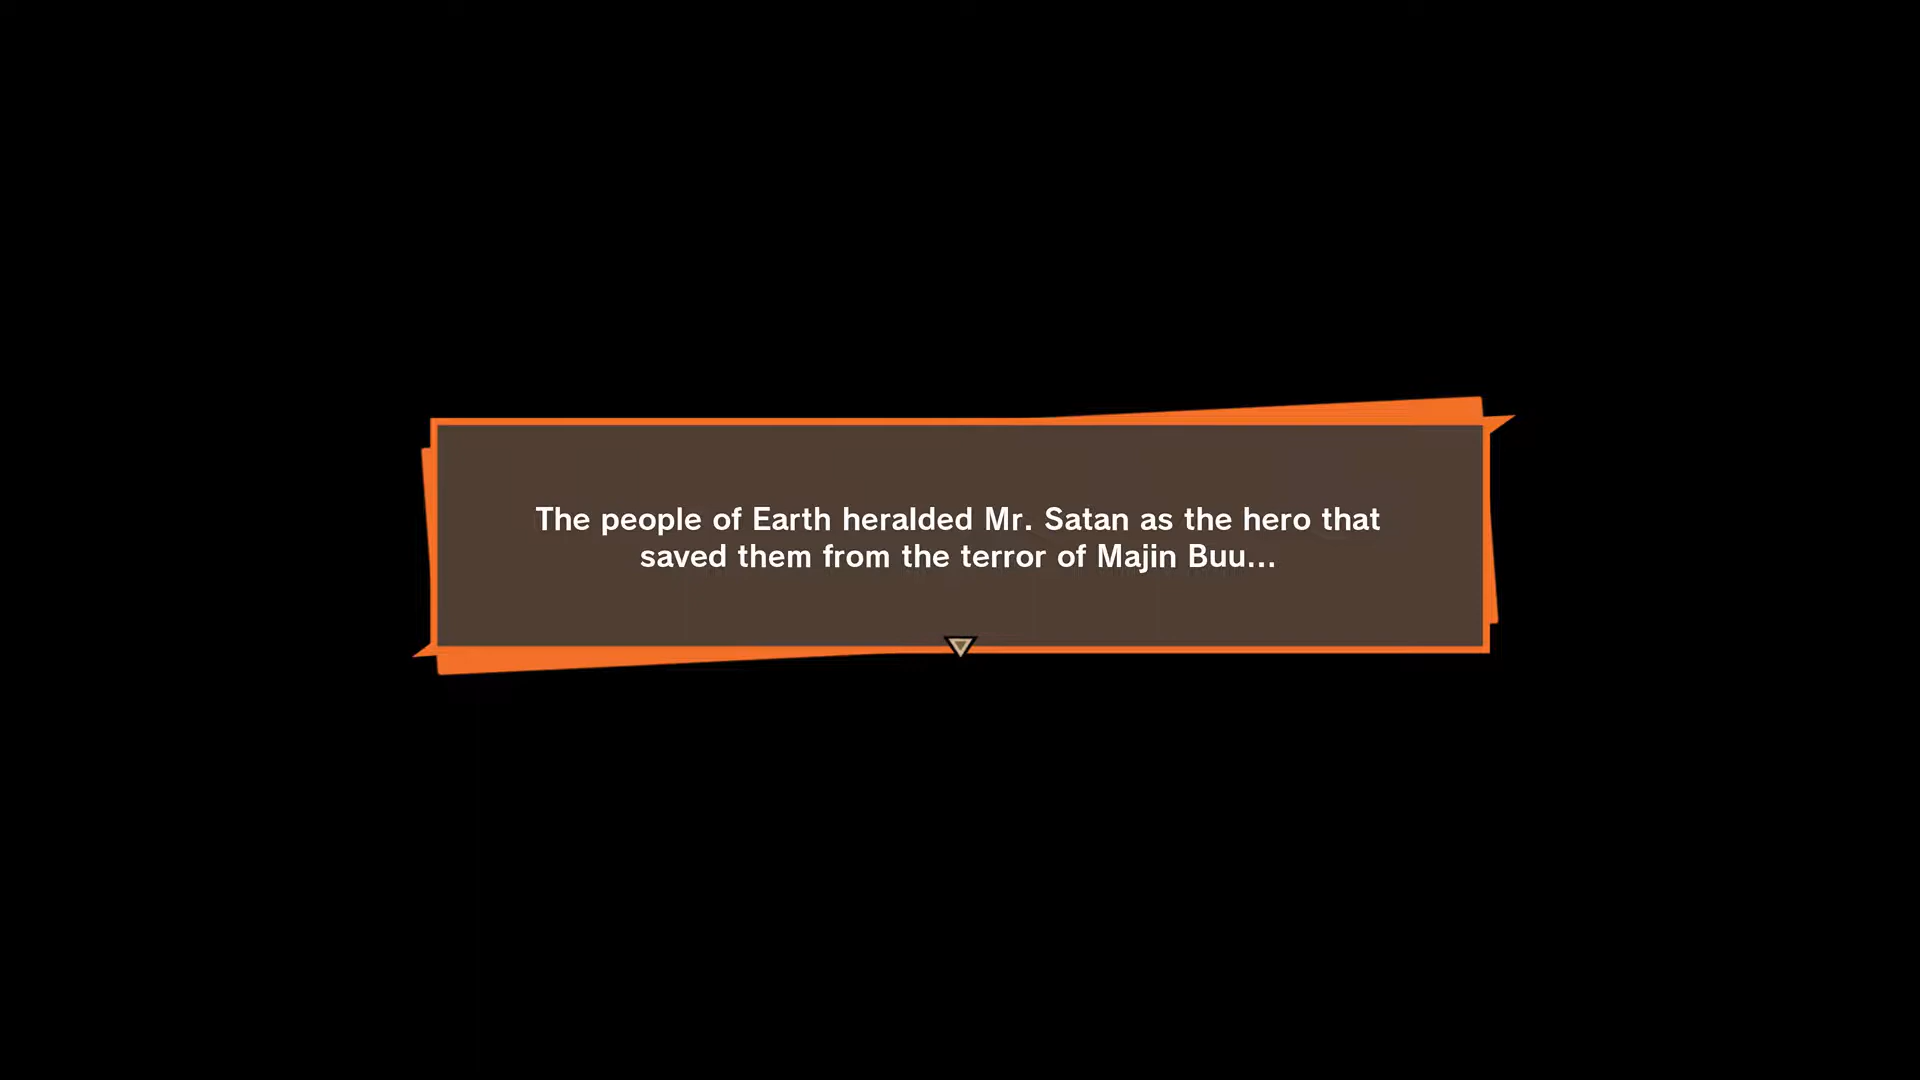 The people of Earth heralded Mr. Satan as the hero that
saved them from the terror of Majin Buu...